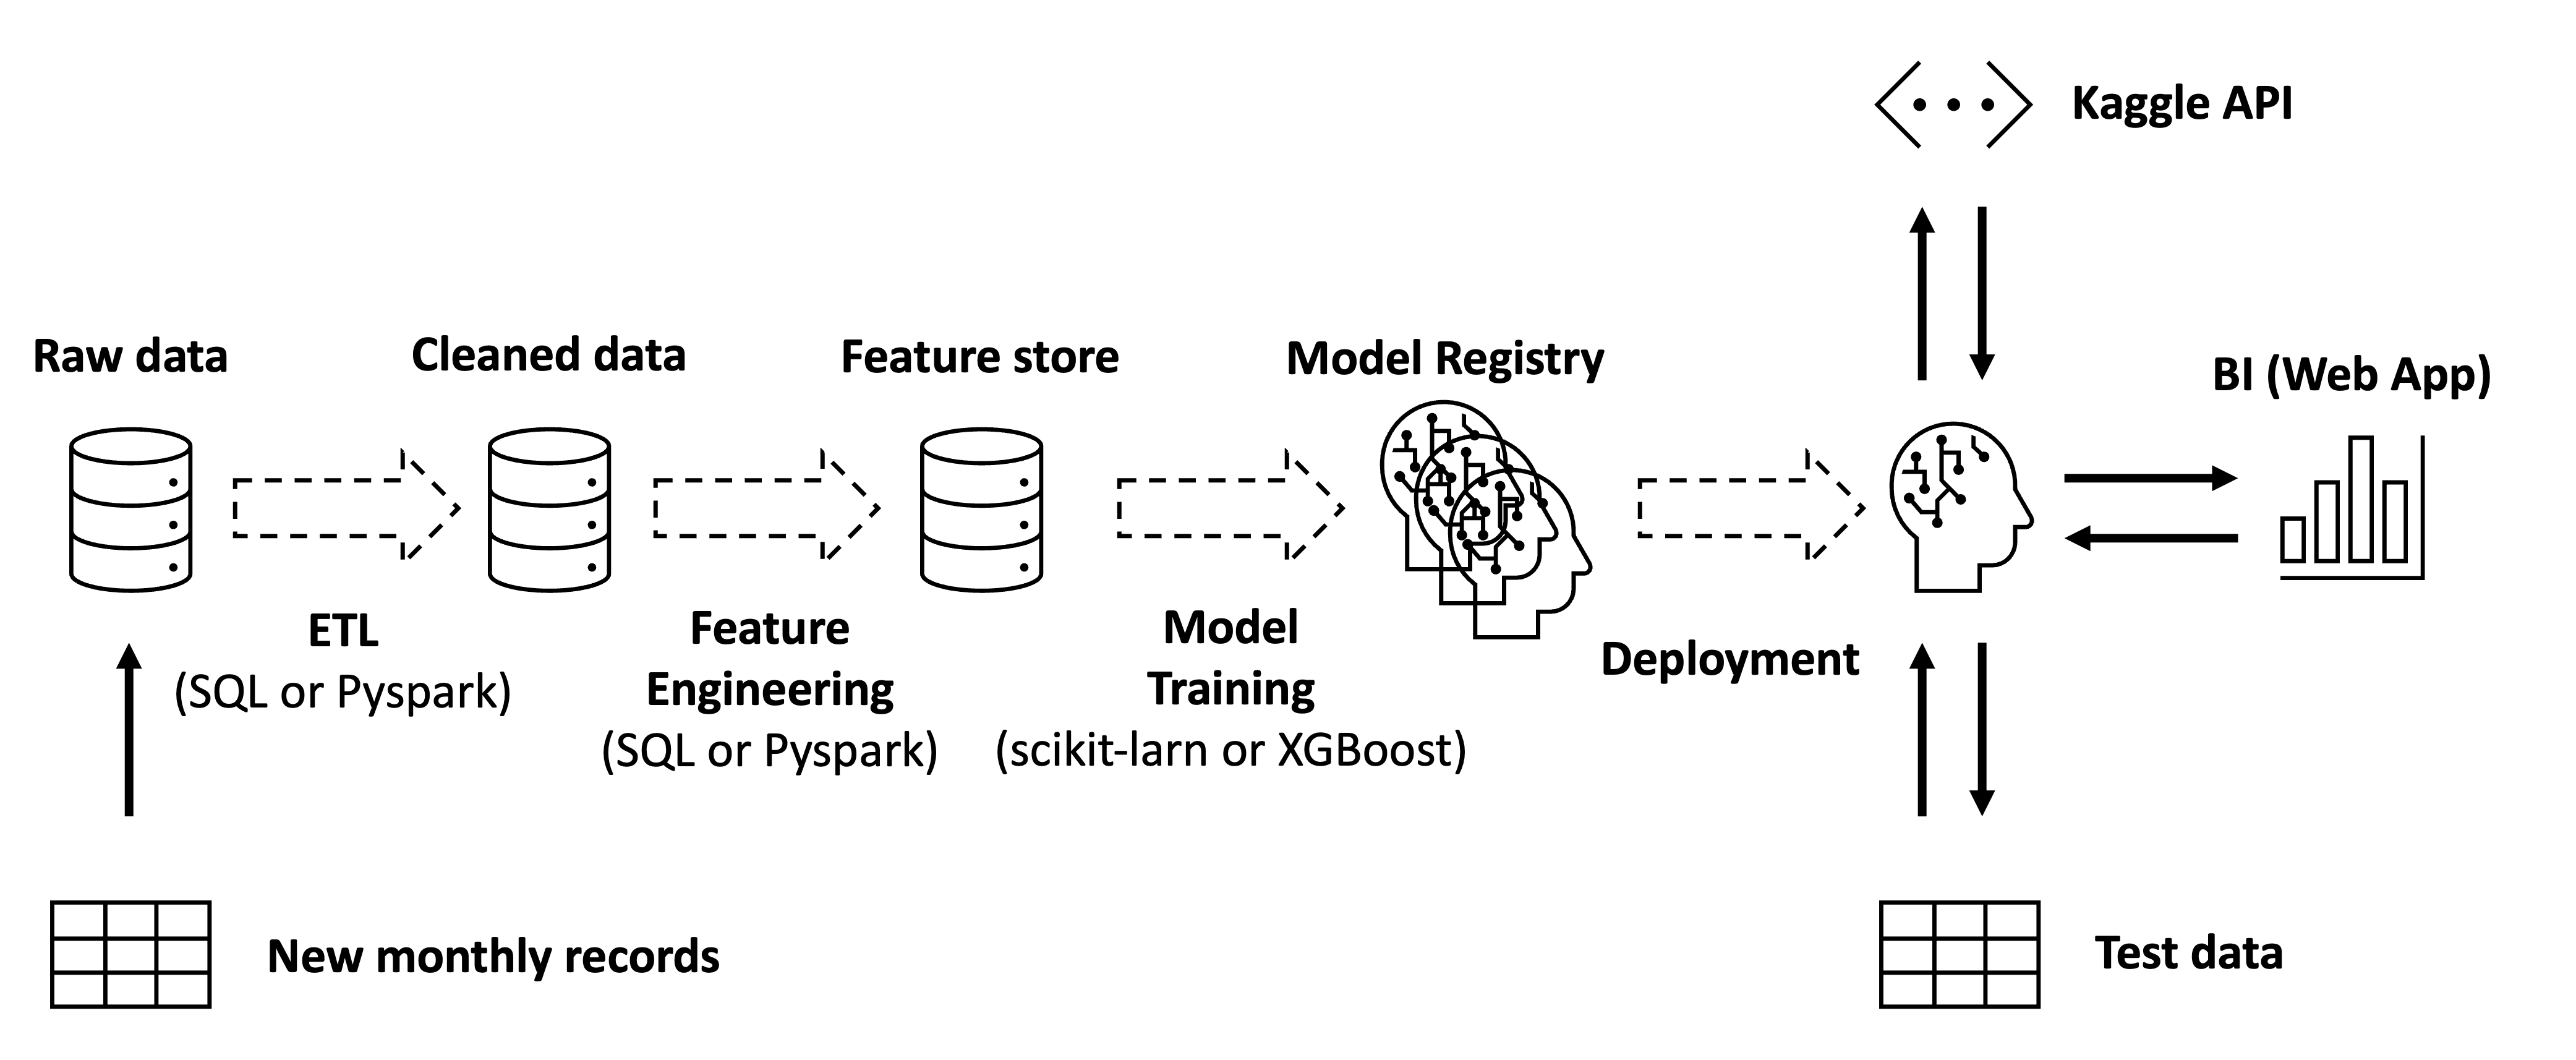 Kaggle API
Raw data
Cleaned data
Feature store
Model Registry
BI (Web App)
ETL
(SQL or Pyspark)
Feature
Engineering
(SQL or Pyspark)
Model
Training
(scikit-larn or XGBoost)
Deployment
New monthly records
Test data